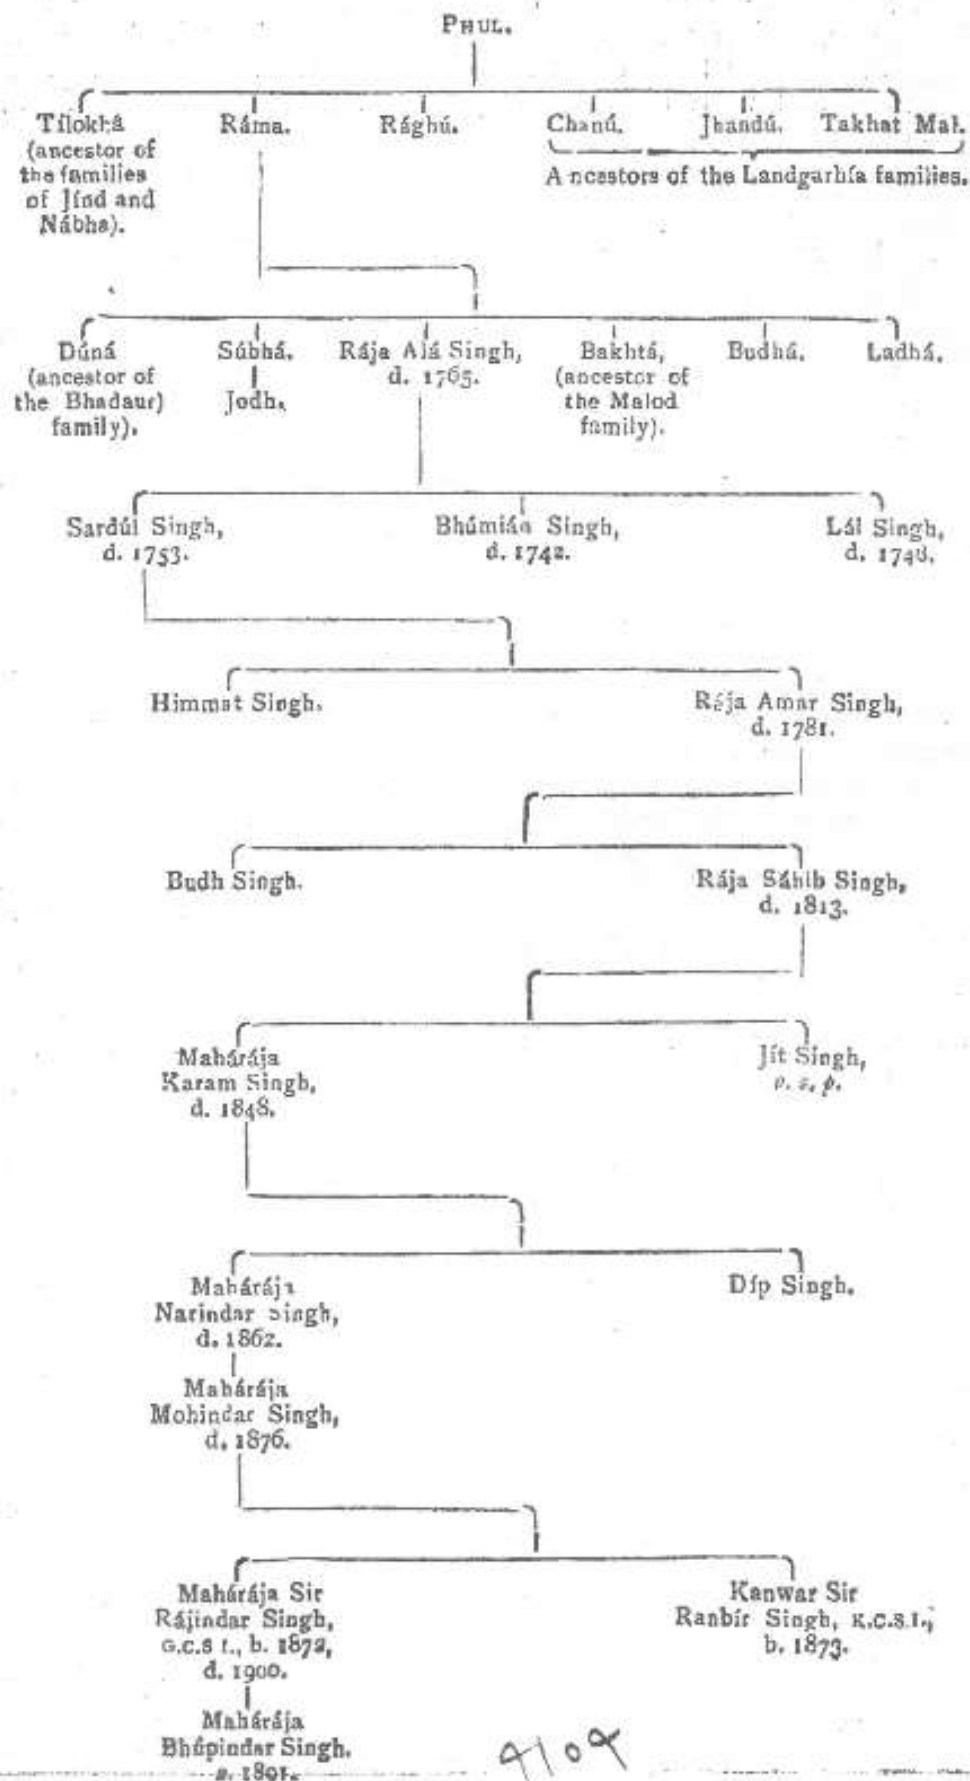 PHUL.
Tílokhá Ráma. Rághú. Chanú. Jhandú. Takhat Mal.
(ancestor of
the families
of Jínd and
Nábha).
Ancestors of the Landgarhía families.
Dúná Súbhá. Rája Alá Singh, Bakhtá, Budhá. Ladhá.
(ancestor of d. 1765. (ancestor of
the Bhadaur) Jodh. the Malod
family). family).
Sardúl Singh, Bhúmián Singh, Lál Singh,
d. 1753. d. 1742. d. 1748.
Himmat Singh. Rája Amar Singh,
d. 1781.
Budh Singh. Rája Sáhib Singh,
d. 1813.
Mahárája Jít Singh,
Karam Singh,
d. 1848.
Mahárája Díp Singh.
Narindar Singh,
d. 1862.
Mahárája
Mohindar Singh,
d. 1876.
Mahárája Sir Kanwar Sir
Rájindar Singh, Ranbír Singh, K.C.S.I.,
G.C.S I., b. 1872, b. 1873.
d. 1900.
Mahárája
Bhúpindar Singh.
1891.